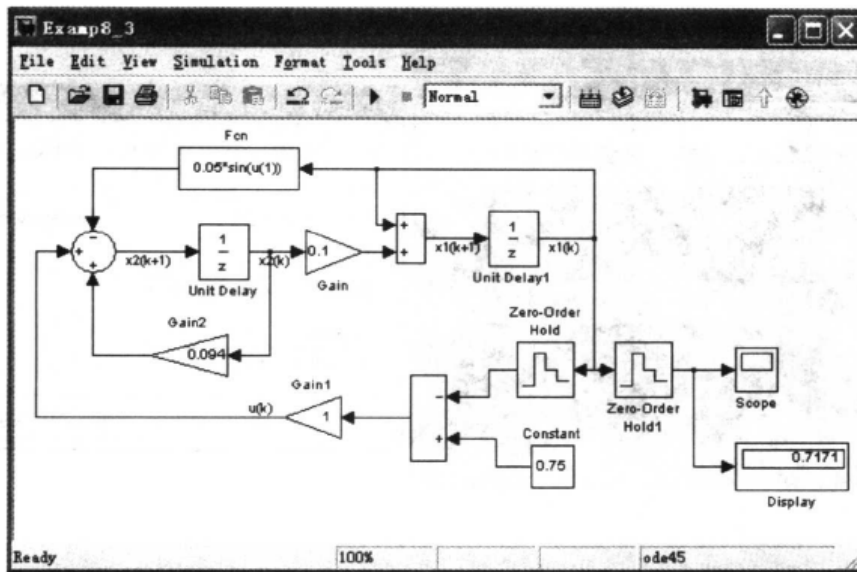 Examp8_3
File Edit View Simulation Format Tools Help
Normal
Fcn
0.05*sin(u(1))
−
+
+
x2(k+1)
1
z
Unit Delay
x2(k)
0.1
Gain
+
+
x1(k+1)
1
z
Unit Delay1
x1(k)
Gain2
0.094
Zero-Order
Hold
Zero-Order
Hold1
Scope
Gain1
u(k)
1
−
+
Constant
0.75
0.7171
Display
Ready 100% ode45